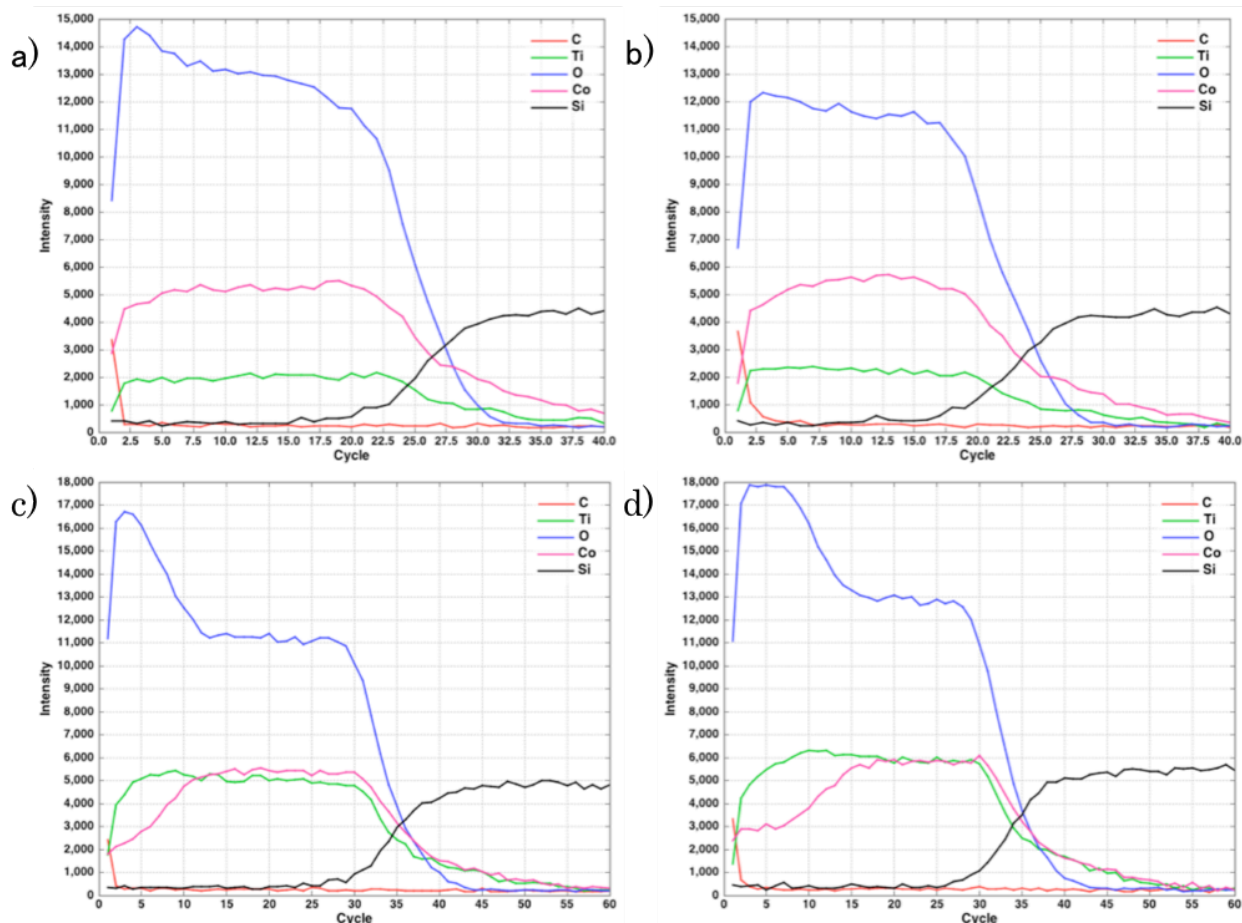 a)
15,000
14,000
13,000
12,000
11,000
10,000
9,000
8,000
7,000
6,000
5,000
4,000
3,000
2,000
1,000
0
Intensity
C
Ti
O
Co
Si
0.0 2.5 5.0 7.5 10.0 12.5 15.0 17.5 20.0 22.5 25.0 27.5 30.0 32.5 35.0 37.5 40.0
Cycle
b)
15,000
14,000
13,000
12,000
11,000
10,000
9,000
8,000
7,000
6,000
5,000
4,000
3,000
2,000
1,000
0
Intensity
C
Ti
O
Co
Si
0.0 2.5 5.0 7.5 10.0 12.5 15.0 17.5 20.0 22.5 25.0 27.5 30.0 32.5 35.0 37.5 40.0
Cycle
c)
18,000
17,000
16,000
15,000
14,000
13,000
12,000
11,000
10,000
9,000
8,000
7,000
6,000
5,000
4,000
3,000
2,000
1,000
0
Intensity
C
Ti
O
Co
Si
0 5 10 15 20 25 30 35 40 45 50 55 60
Cycle
d)
18,000
17,000
16,000
15,000
14,000
13,000
12,000
11,000
10,000
9,000
8,000
7,000
6,000
5,000
4,000
3,000
2,000
1,000
0
Intensity
C
Ti
O
Co
Si
0 5 10 15 20 25 30 35 40 45 50 55 60
Cycle